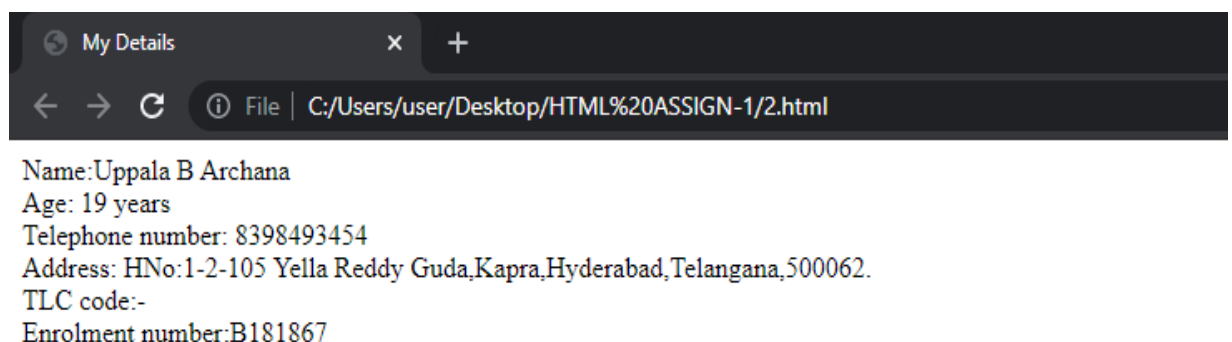 My Details
File | C:/Users/user/Desktop/HTML%20ASSIGN-1/2.html
Name:Uppala B Archana
Age: 19 years
Telephone number: 8398493454
Address: HNo:1-2-105 Yella Reddy Guda,Kapra,Hyderabad,Telangana,500062.
TLC code:-
Enrolment number:B181867